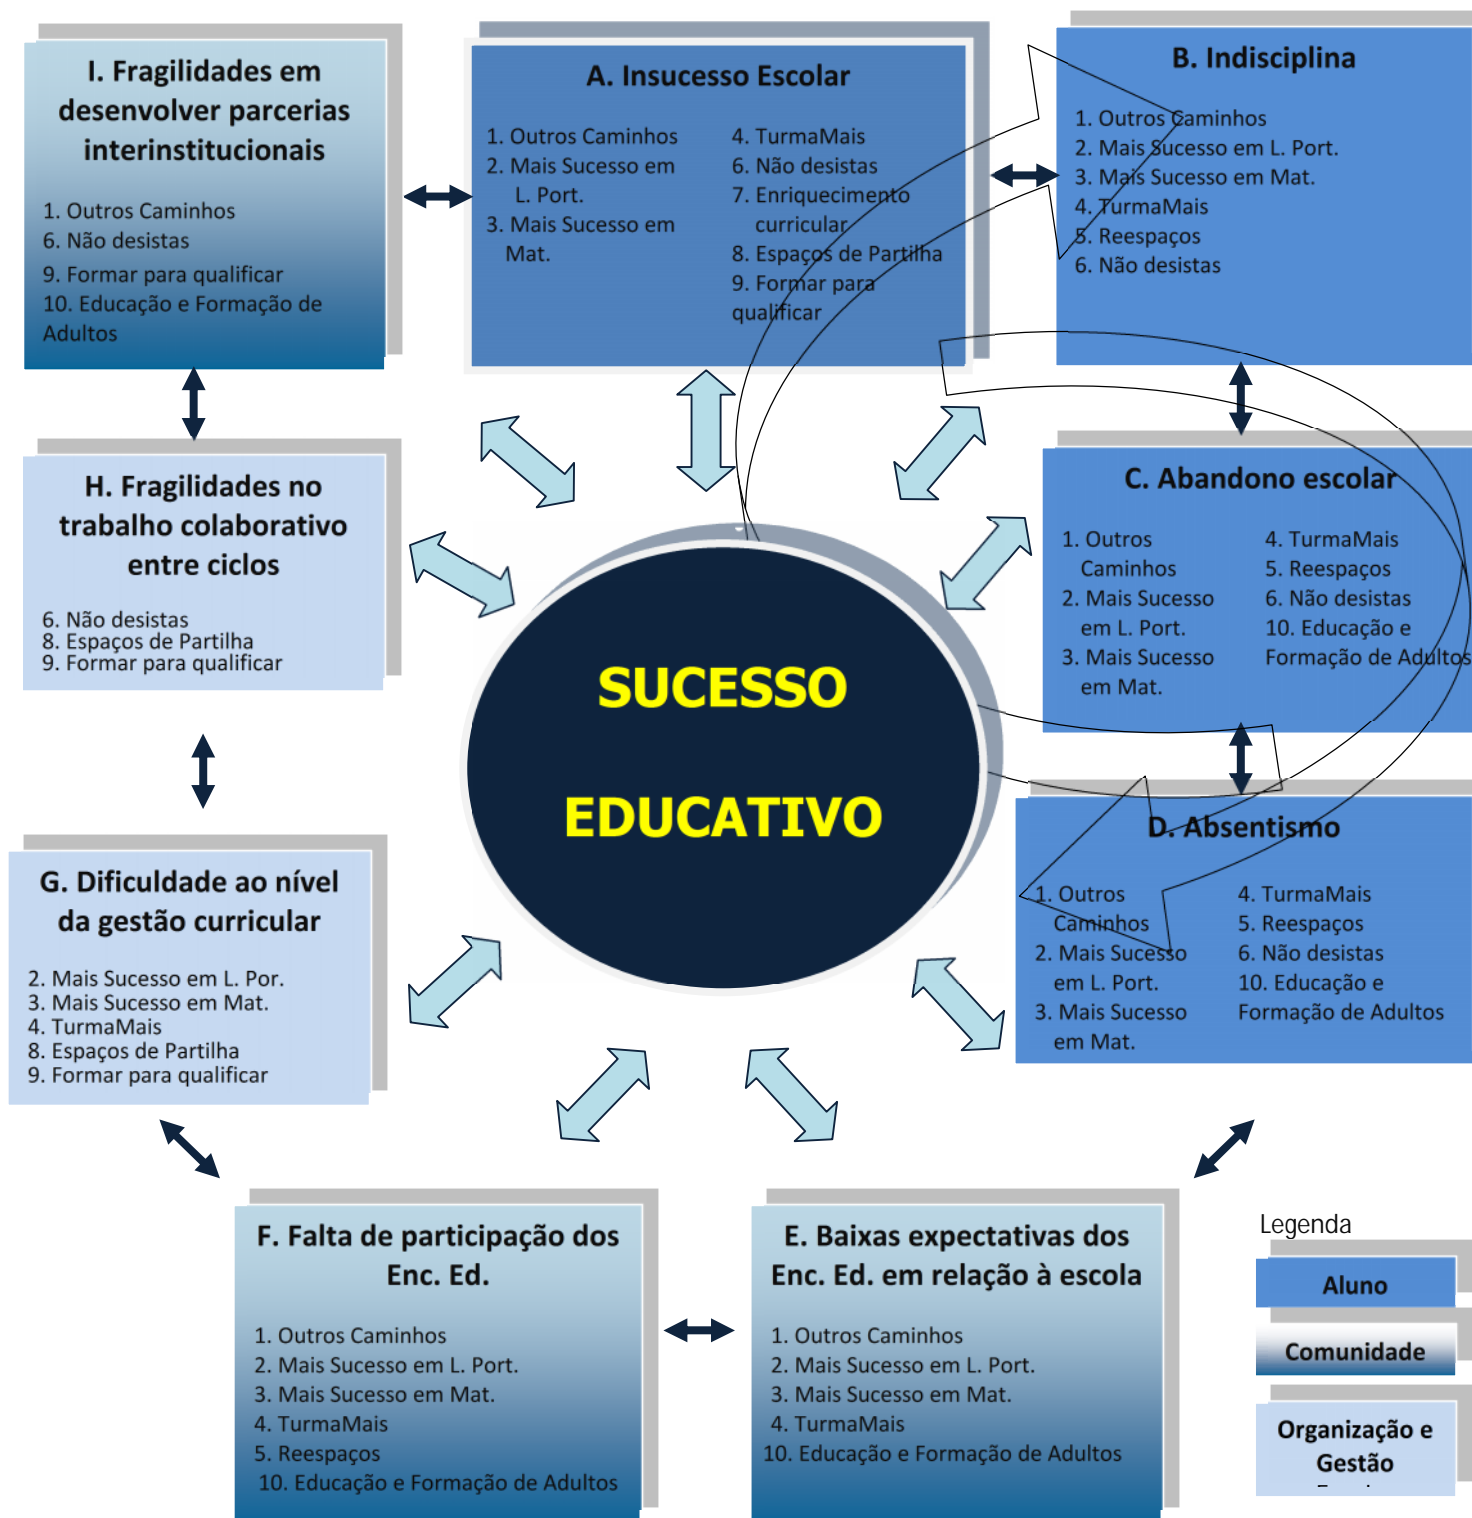 I. Fragilidades em
desenvolver parcerias
interinstitucionais
1. Outros Caminhos
6. Não desistas
9. Formar para qualificar
10. Educação e Formação de
Adultos
A. Insucesso Escolar
1. Outros Caminhos
2. Mais Sucesso em
L. Port.
3. Mais Sucesso em
Mat.
4. TurmaMais
6. Não desistas
7. Enriquecimento
curricular
8. Espaços de Partilha
9. Formar para
qualificar
B. Indisciplina
1. Outros Caminhos
2. Mais Sucesso em L. Port.
3. Mais Sucesso em Mat.
4. TurmaMais
5. Reespaços
6. Não desistas
H. Fragilidades no
trabalho colaborativo
entre ciclos
6. Não desistas
8. Espaços de Partilha
9. Formar para qualificar
SUCESSO
EDUCATIVO
C. Abandono escolar
1. Outros
Caminhos
2. Mais Sucesso
em L. Port.
3. Mais Sucesso
em Mat.
4. TurmaMais
5. Reespaços
6. Não desistas
10. Educação e
Formação de Adultos
G. Dificuldade ao nível
da gestão curricular
2. Mais Sucesso em L. Por.
3. Mais Sucesso em Mat.
4. TurmaMais
8. Espaços de Partilha
9. Formar para qualificar
D. Absentismo
1. Outros
Caminhos
2. Mais Sucesso
em L. Port.
3. Mais Sucesso
em Mat.
4. TurmaMais
5. Reespaços
6. Não desistas
10. Educação e
Formação de Adultos
F. Falta de participação dos
Enc. Ed.
1. Outros Caminhos
2. Mais Sucesso em L. Port.
3. Mais Sucesso em Mat.
4. TurmaMais
5. Reespaços
10. Educação e Formação de Adultos
E. Baixas expectativas dos
Enc. Ed. em relação à escola
1. Outros Caminhos
2. Mais Sucesso em L. Port.
3. Mais Sucesso em Mat.
4. TurmaMais
10. Educação e Formação de Adultos
Legenda
Aluno
Comunidade
Organização e
Gestão